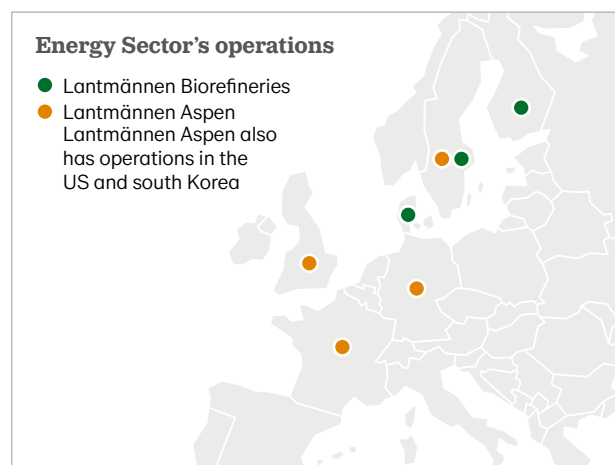 Energy Sector's operations
Lantmännen Biorefineries
Lantmännen Aspen
Lantmännen Aspen also
has operations in the
US and south Korea